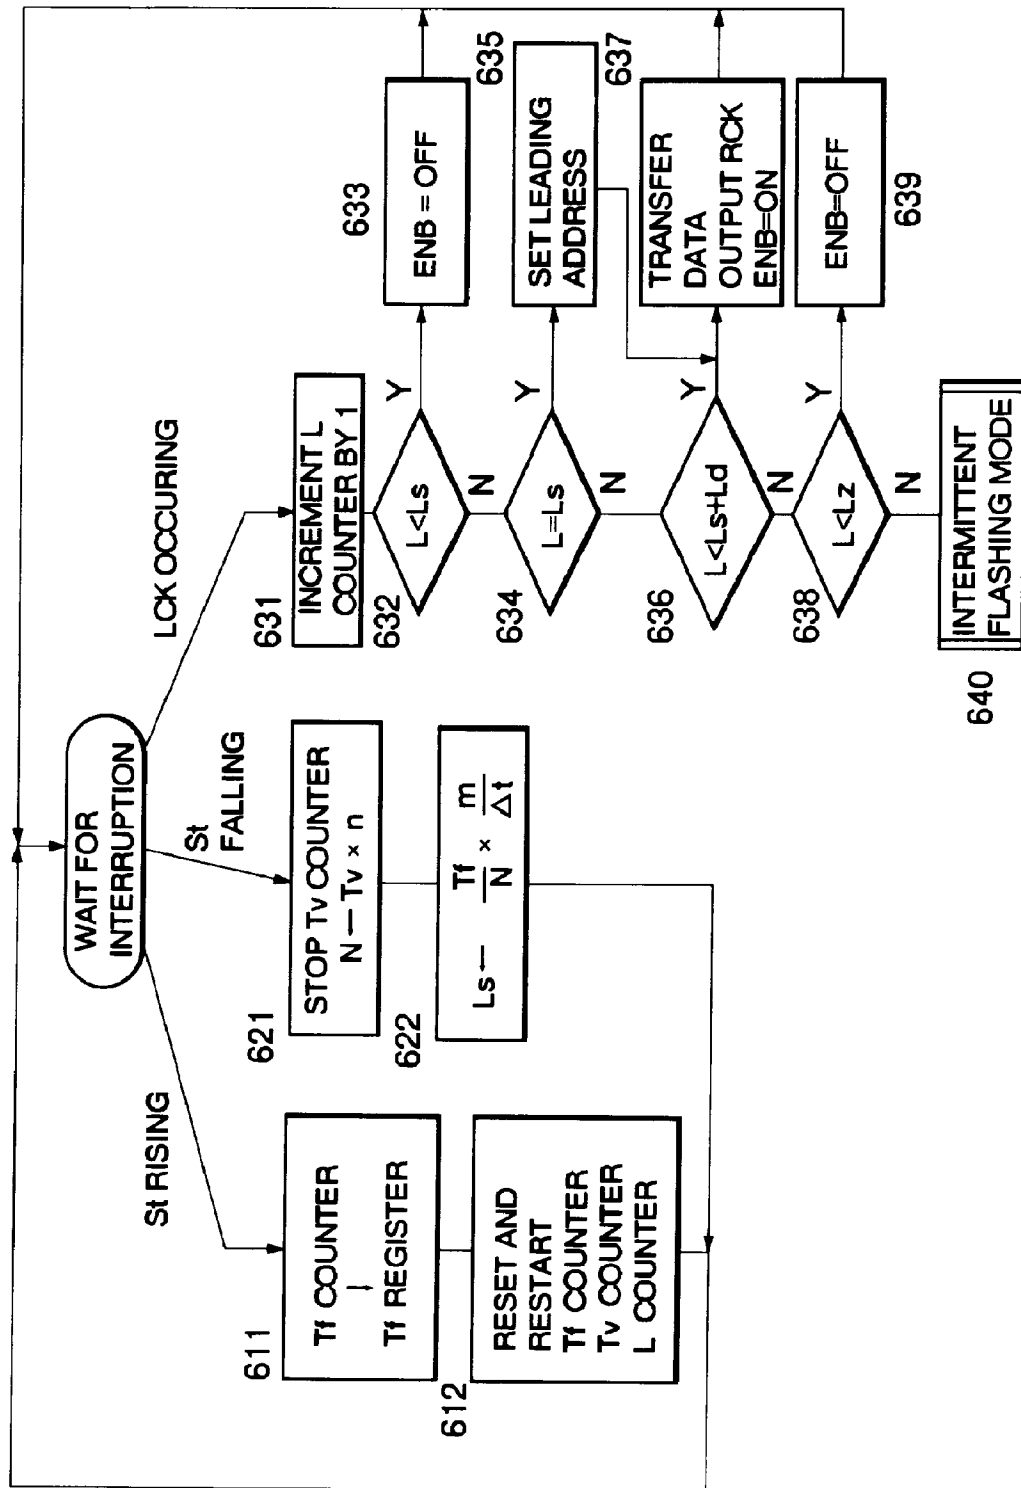 WAIT FOR
INTERRUPTION
St RISING
St
FALLING
LCK OCCURING
611
Tf COUNTER
↓
Tf REGISTER
612
RESET AND
RESTART
Tf COUNTER
Tv COUNTER
L COUNTER
621
STOP Tv COUNTER
N ← Tv × n
622
Ls ← Tf/N × m/Δt
631
INCREMENT L
COUNTER BY 1
632
L<Ls
Y
N
633
ENB = OFF
634
L=Ls
Y
N
635
SET LEADING
ADDRESS
636
L<Ls+Ld
Y
N
637
TRANSFER
DATA
OUTPUT RCK
ENB=ON
638
L<Lz
Y
N
639
ENB=OFF
640
INTERMITTENT
FLASHING MODE